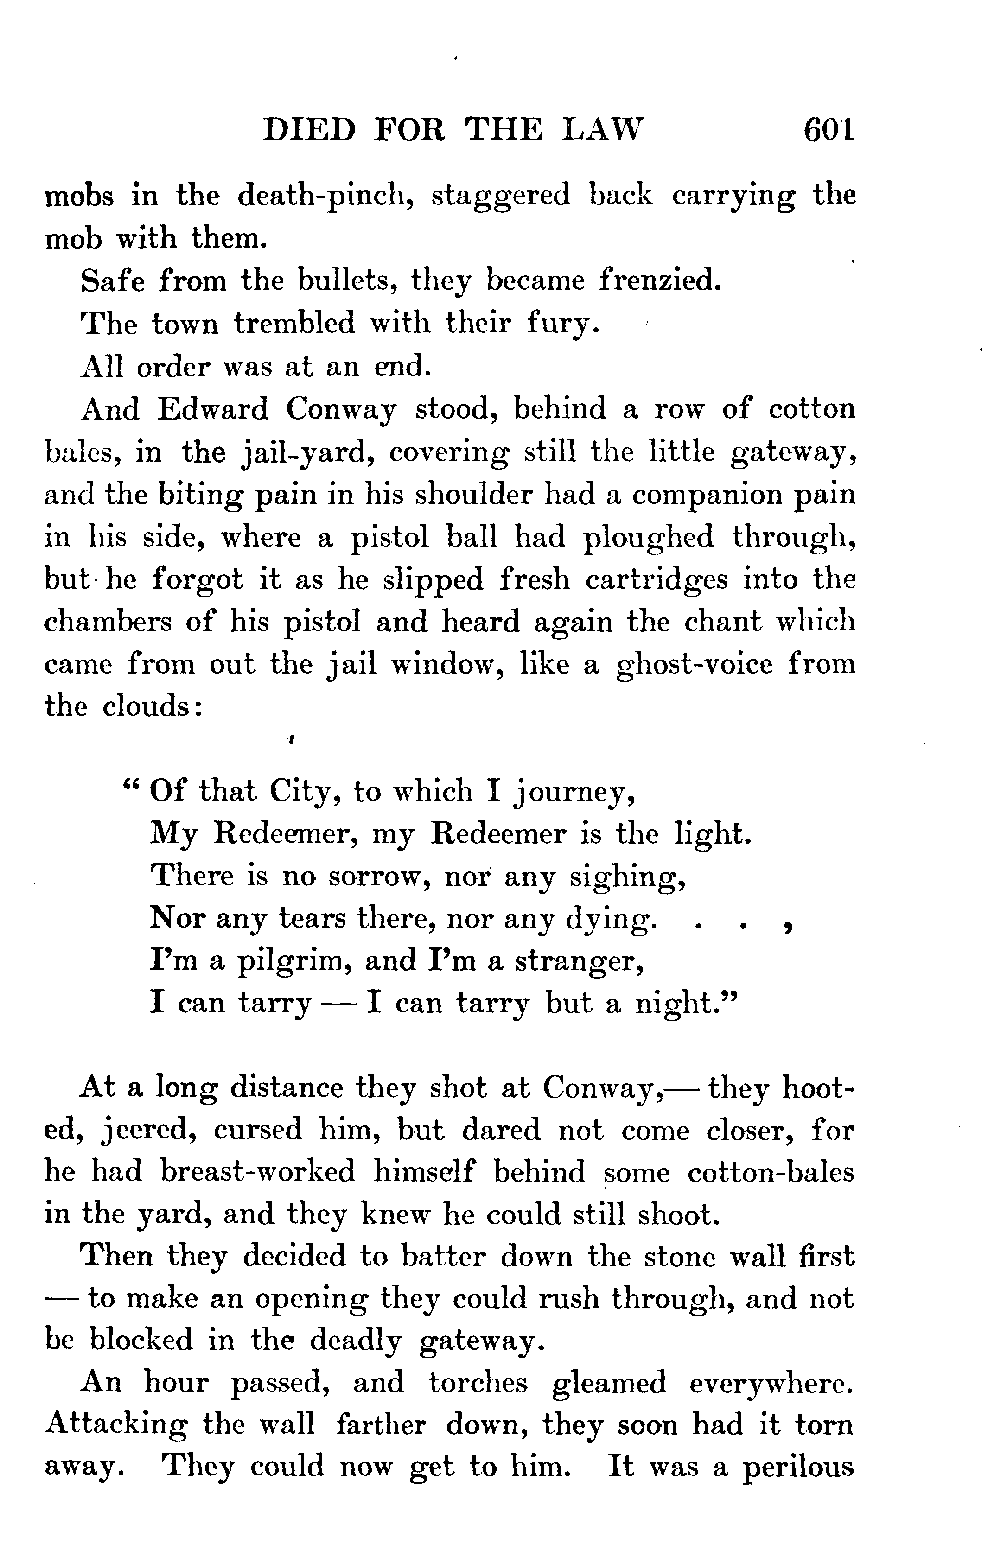 DIED FOR THE LAW 601
mobs in the death-pinch, staggered back carrying the
mob with them.
Safe from the bullets, they became frenzied.
The town trembled with their fury.
All order was at an end.
And Edward Conway stood, behind a row of cotton
bales, in the jail-yard, covering still the little gateway,
and the biting pain in his shoulder had a companion pain
in his side, where a pistol ball had ploughed through,
but he forgot it as he slipped fresh cartridges into the
chambers of his pistol and heard again the chant which
came from out the jail window, like a ghost-voice from
the clouds:
“ Of that City, to which I journey,
My Redeemer, my Redeemer is the light.
There is no sorrow, nor any sighing,
Nor any tears there, nor any dying. . . ,
I’m a pilgrim, and I’m a stranger,
I can tarry — I can tarry but a night.”
At a long distance they shot at Conway,— they hoot-
ed, jeered, cursed him, but dared not come closer, for
he had breast-worked himself behind some cotton-bales
in the yard, and they knew he could still shoot.
Then they decided to batter down the stone wall first
— to make an opening they could rush through, and not
be blocked in the deadly gateway.
An hour passed, and torches gleamed everywhere.
Attacking the wall farther down, they soon had it torn
away. They could now get to him. It was a perilous